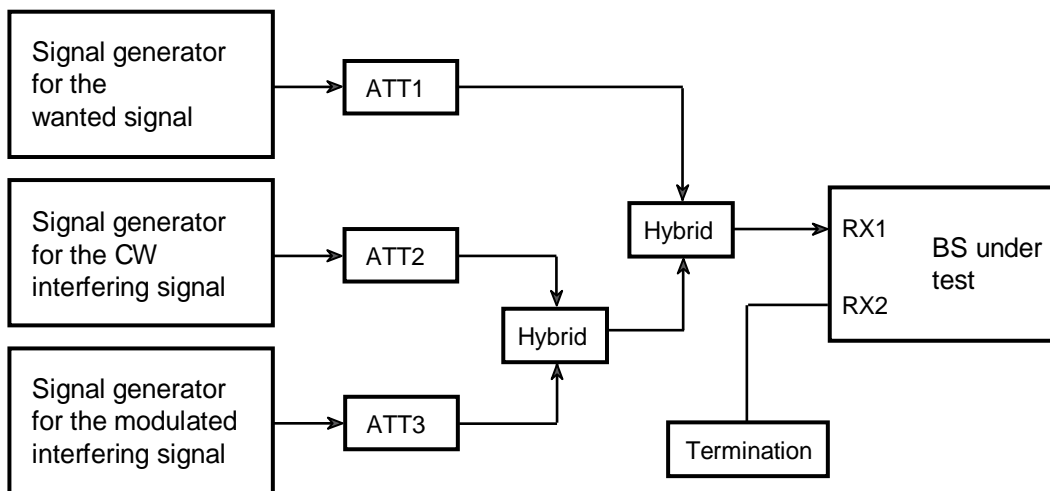 Signal generator
for the
wanted signal
ATT1
Signal generator
for the CW
interfering signal
ATT2
Signal generator
for the modulated
interfering signal
ATT3
Hybrid
Hybrid
RX1
RX2
BS under
test
Termination